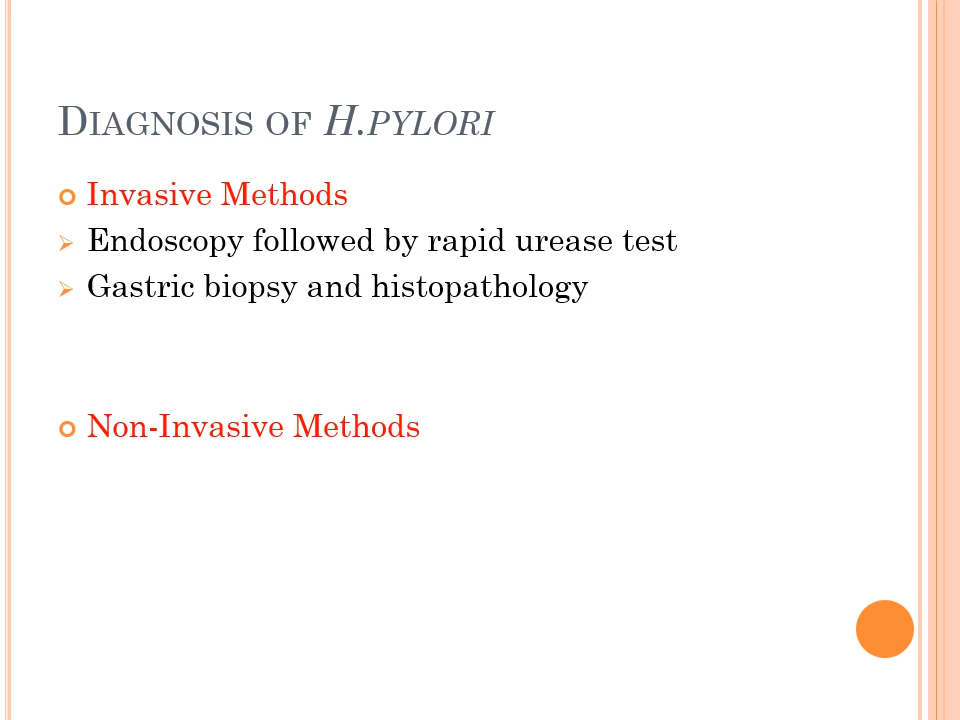 Diagnosis of H.pylori
Invasive Methods
Endoscopy followed by rapid urease test
Gastric biopsy and histopathology
Non-Invasive Methods